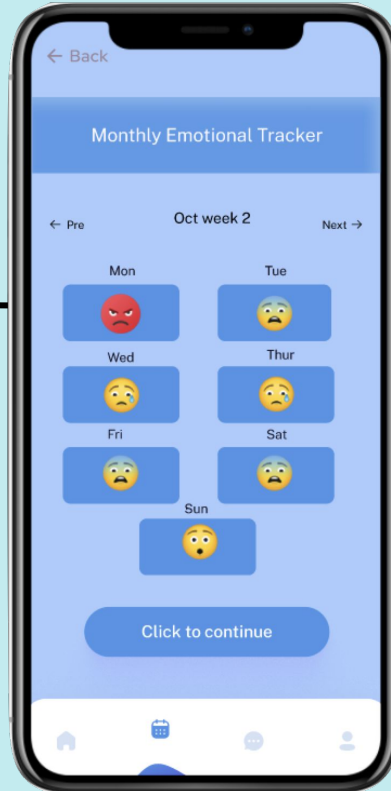 ← Back
Monthly Emotional Tracker
← Pre
Oct week 2
Next →
Mon
Tue
Wed
Thur
Fri
Sat
Sun
Click to continue